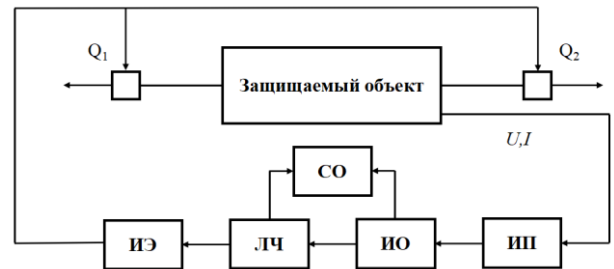 Q1
Q2
Защищаемый объект
U,I
СО
ИЭ
ЛЧ
ИО
ИП